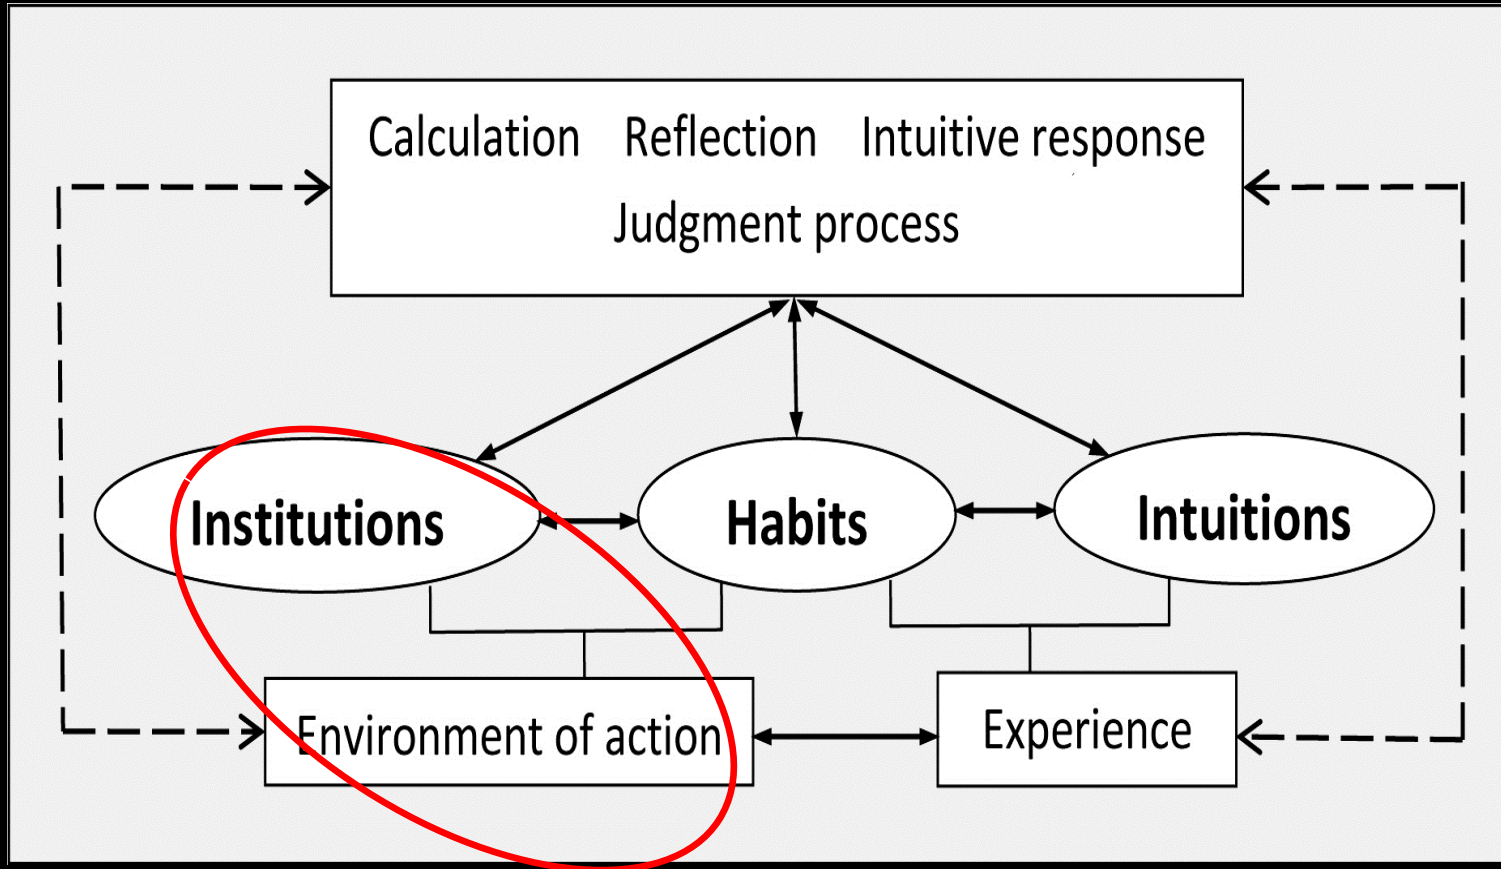 Calculation Reflection Intuitive response
Judgment process
Institutions
Habits
Intuitions
Environment of action
Experience